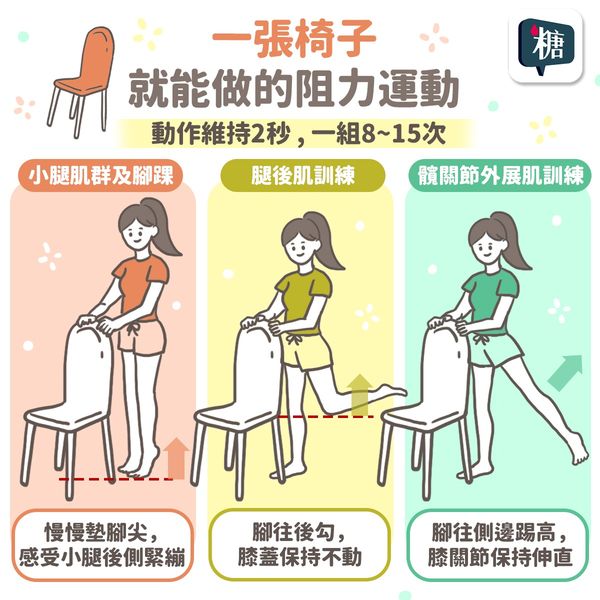 一張椅子
糖
就能做的阻力運動
動作維持2秒,一組8~15次
小腿肌群及腳踝
腿後肌訓練
髖關節外展肌訓練
慢慢墊腳尖,
感受小腿後側緊繃
腳往後勾,
膝蓋保持不動
腳往側邊踢高,
膝關節保持伸直